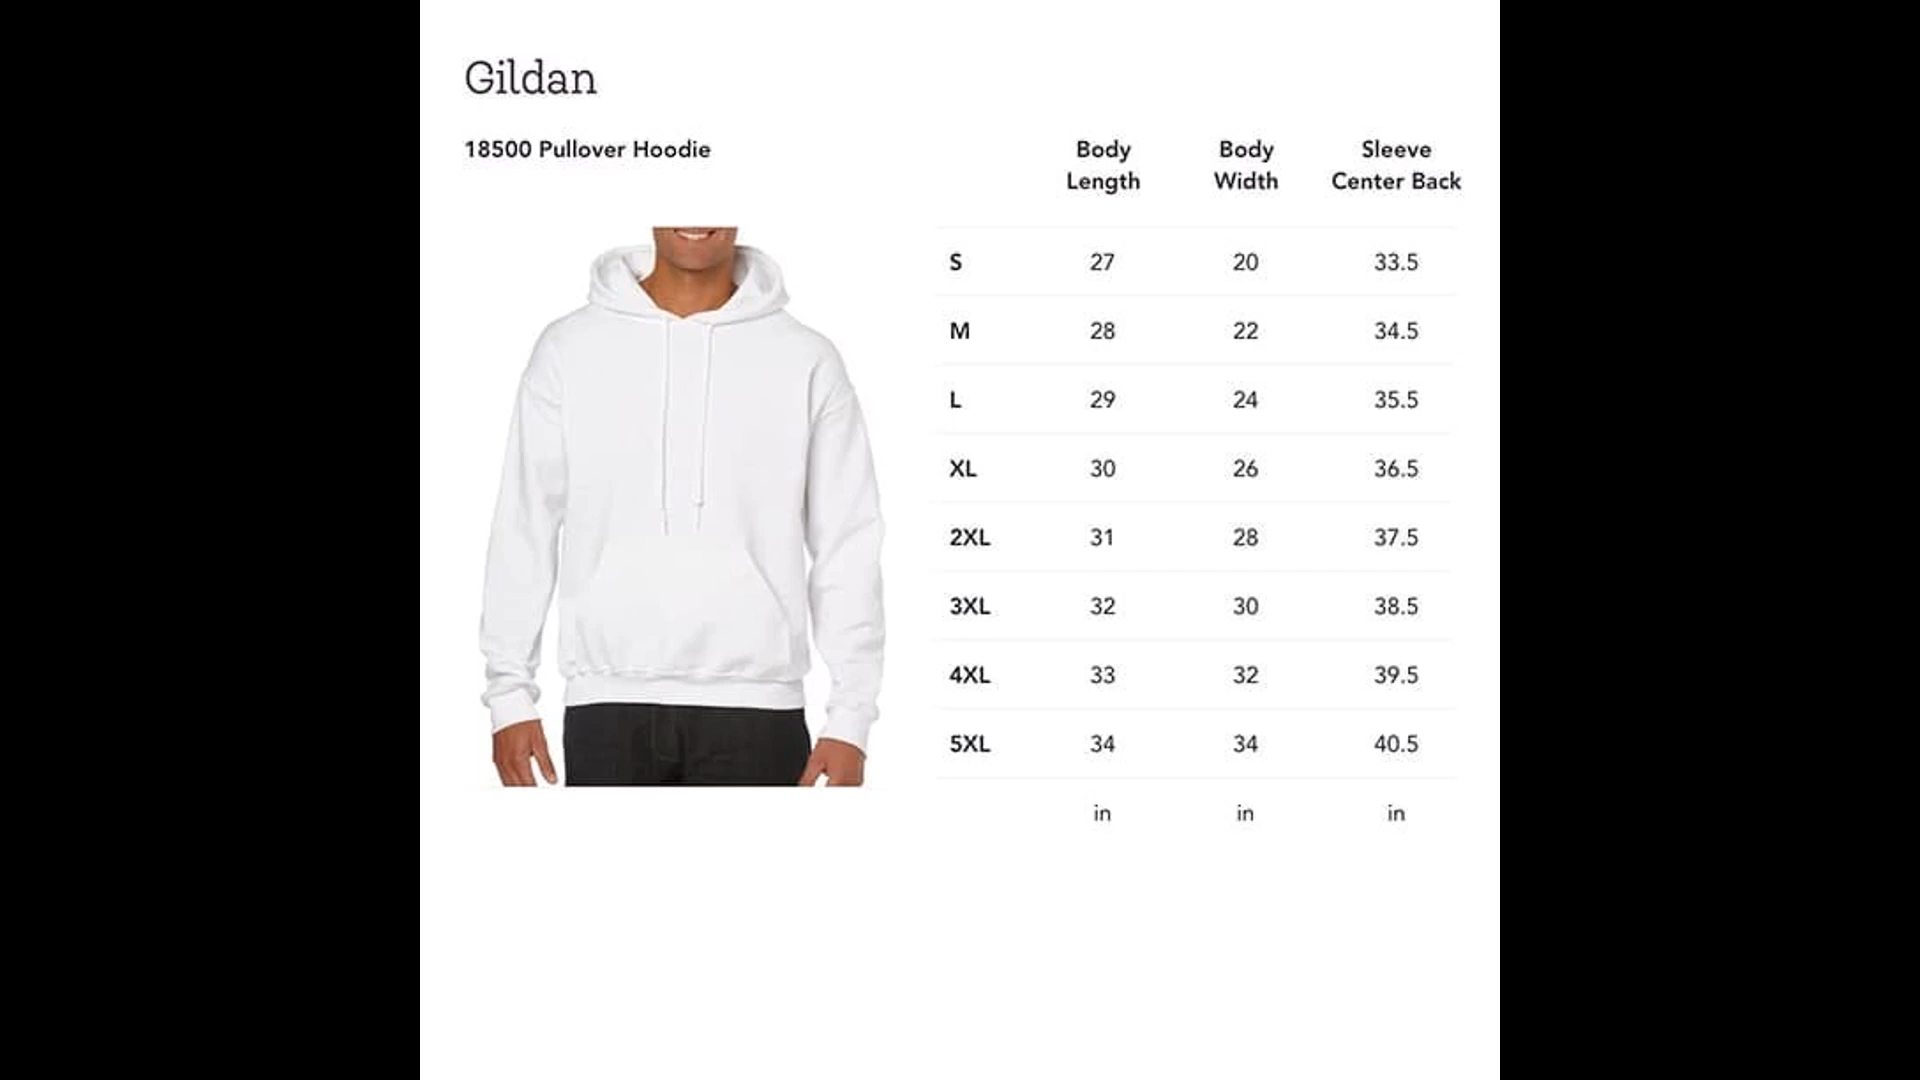 Gildan
18500 Pullover Hoodie
Body Length Body Width Sleeve Center Back
S 27 20 33.5
M 28 22 34.5
L 29 24 35.5
XL 30 26 36.5
2XL 31 28 37.5
3XL 32 30 38.5
4XL 33 32 39.5
5XL 34 34 40.5
in in in